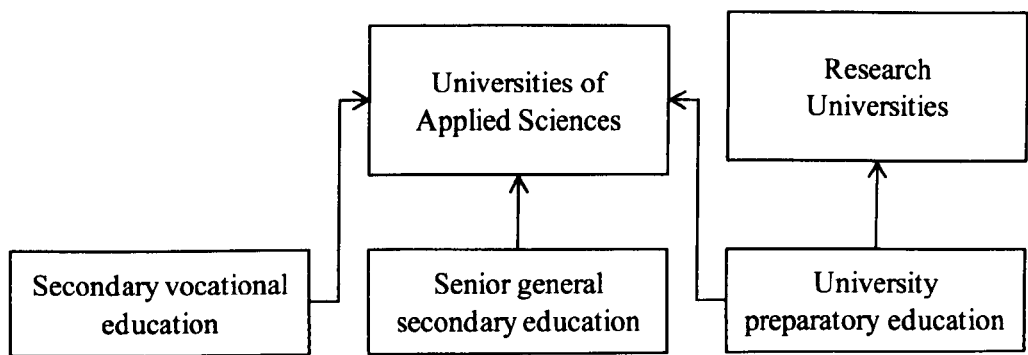 Universities of
Applied Sciences
Research
Universities
Secondary vocational
education
Senior general
secondary education
University
preparatory education